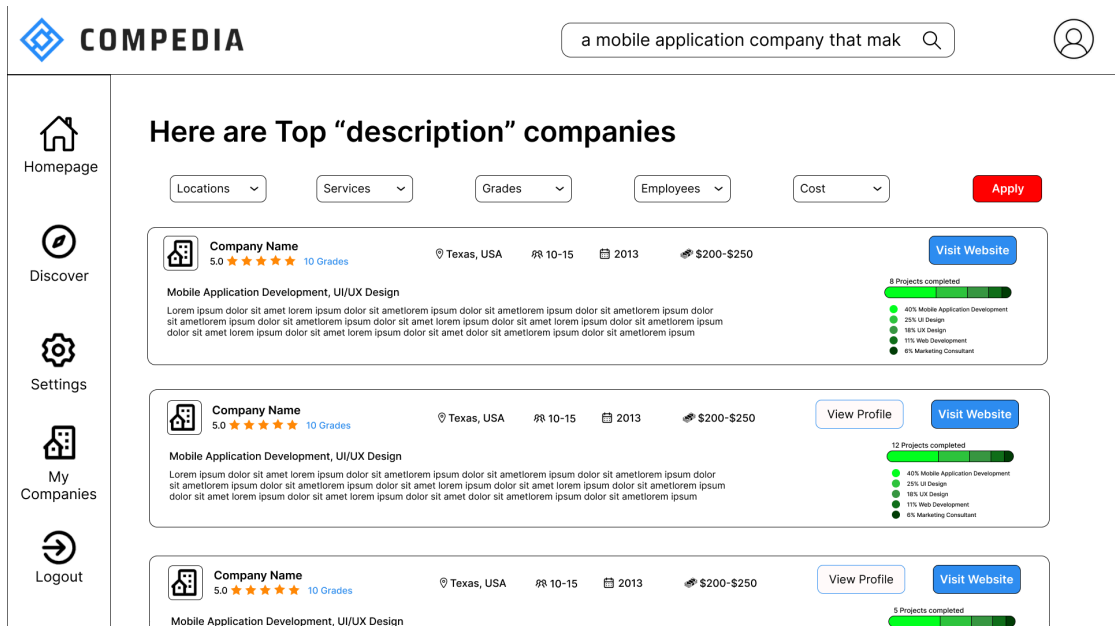 COMPEDIA
a mobile application company that mak
Homepage
Discover
Settings
My
Companies
Logout
Here are Top “description” companies
Locations
Services
Grades
Employees
Cost
Apply
Company Name
5.0
10 Grades
Texas, USA
10-15
2013
$200-$250
Visit Website
Mobile Application Development, UI/UX Design
Lorem ipsum dolor sit amet lorem ipsum dolor sit ametlorem ipsum dolor sit ametlorem ipsum dolor sit ametlorem ipsum dolor
sit ametlorem ipsum dolor sit ametlorem ipsum dolor sit amet lorem ipsum dolor sit amet lorem ipsum dolor sit ametlorem ipsum
dolor sit amet lorem ipsum dolor sit amet lorem ipsum dolor sit amet dolor sit ametlorem ipsum dolor sit ametlorem ipsum
8 Projects completed
40% Mobile Application Development
25% UI Design
18% UX Design
11% Web Development
6% Marketing Consultant
Company Name
5.0
10 Grades
Texas, USA
10-15
2013
$200-$250
View Profile
Visit Website
Mobile Application Development, UI/UX Design
Lorem ipsum dolor sit amet lorem ipsum dolor sit ametlorem ipsum dolor sit ametlorem ipsum dolor sit ametlorem ipsum dolor
sit ametlorem ipsum dolor sit ametlorem ipsum dolor sit amet lorem ipsum dolor sit amet lorem ipsum dolor sit ametlorem ipsum
dolor sit amet lorem ipsum dolor sit amet lorem ipsum dolor sit amet dolor sit ametlorem ipsum dolor sit ametlorem ipsum
12 Projects completed
40% Mobile Application Development
25% UI Design
18% UX Design
11% Web Development
6% Marketing Consultant
Company Name
5.0
10 Grades
Texas, USA
10-15
2013
$200-$250
View Profile
Visit Website
Mobile Application Development, UI/UX Design
5 Projects completed